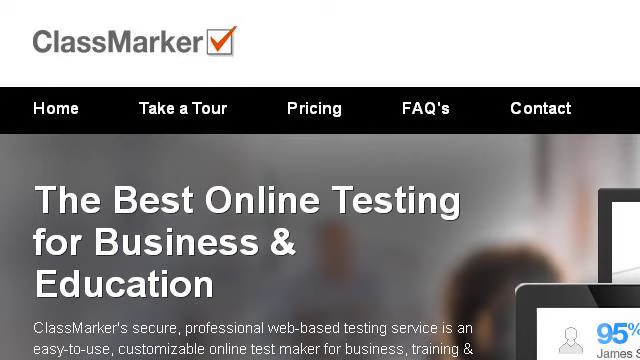 ClassMarker
Home Take a Tour Pricing FAQ's Contact
The Best Online Testing
for Business &
Education
ClassMarker's secure, professional web-based testing service is an
easy-to-use, customizable online test maker for business, training &
95%
James